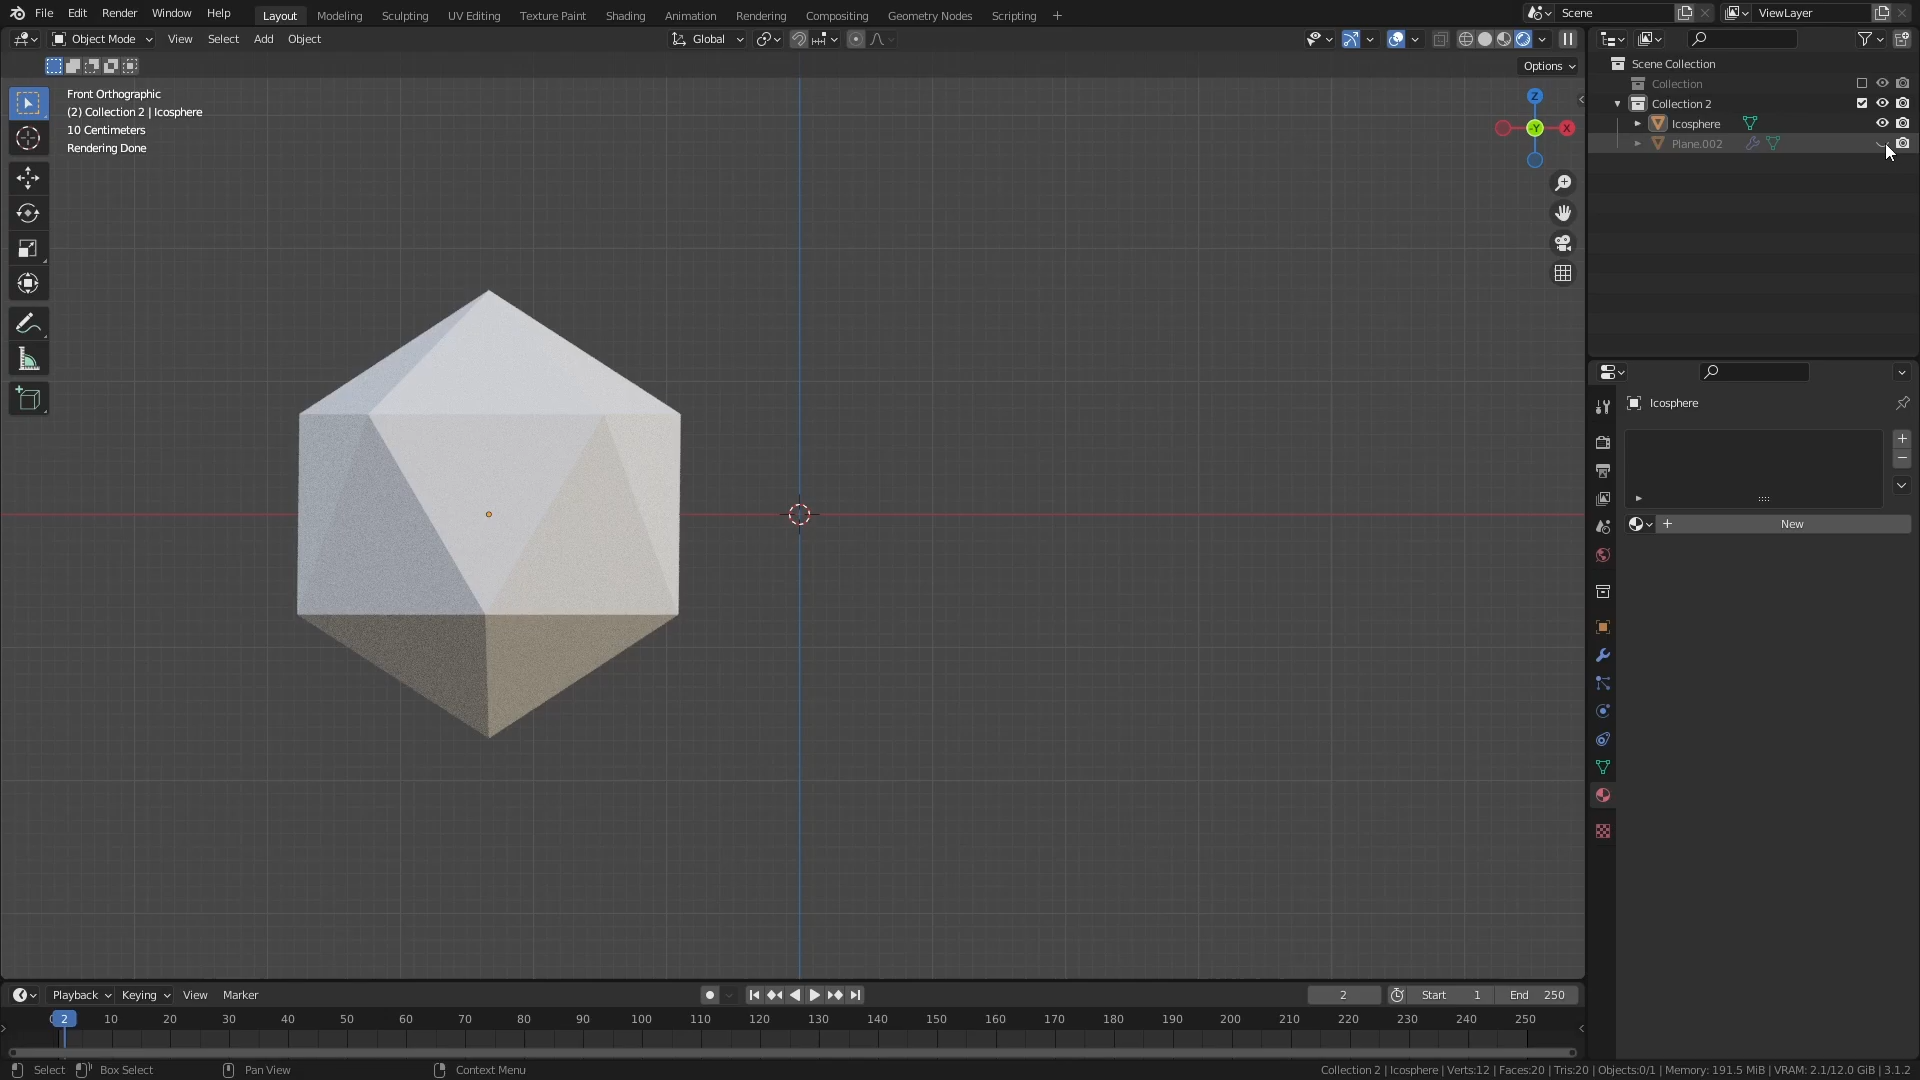 File Edit Render Window Help Layout Modeling Sculpting UV Editing Texture Paint Shading Animation Rendering Compositing Geometry Nodes Scripting + Scene ViewLayer
Object Mode View Select Add Object Global
Options
Front Orthographic
(2) Collection 2 | Icosphere
10 Centimeters
Rendering Done
Z
-Y
X
Scene Collection
Collection
Collection 2
Icosphere
Plane.002
Icosphere
+ New
Playback Keying View Marker 2 Start 1 End 250
2 10 20 30 40 50 60 70 80 90 100 110 120 130 140 150 160 170 180 190 200 210 220 230 240 250
Select Box Select Pan View Context Menu Collection 2 | Icosphere | Verts:12 | Faces:20 | Tris:20 | Objects:0/1 | Memory: 191.5 MiB | VRAM: 2.1/12.0 GiB | 3.1.2